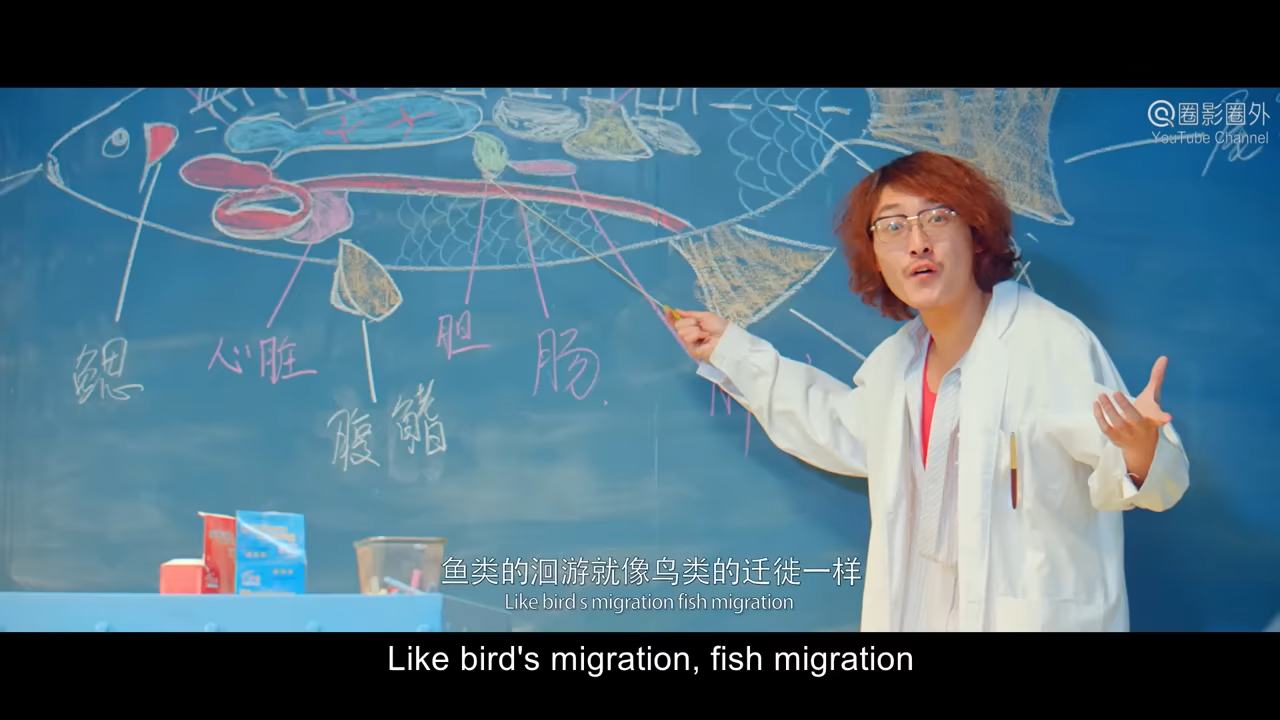 圈影圈外
YouTube Channel
鳃
心脏
胆
肠
腹鳍
鱼类的洄游就像鸟类的迁徙一样
Like bird s migration fish migration
Like bird's migration, fish migration